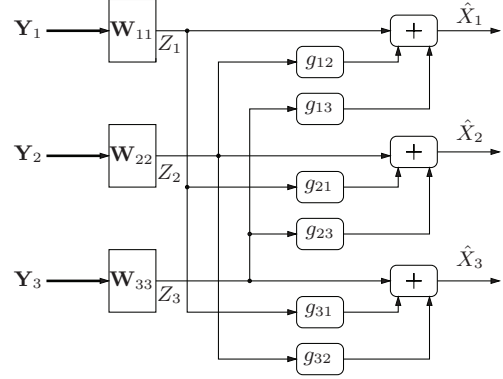 Y₁ W₁₁ Z₁ + X̂₁
g₁₂
g₁₃
Y₂ W₂₂ Z₂ + X̂₂
g₂₁
g₂₃
Y₃ W₃₃ Z₃ + X̂₃
g₃₁
g₃₂